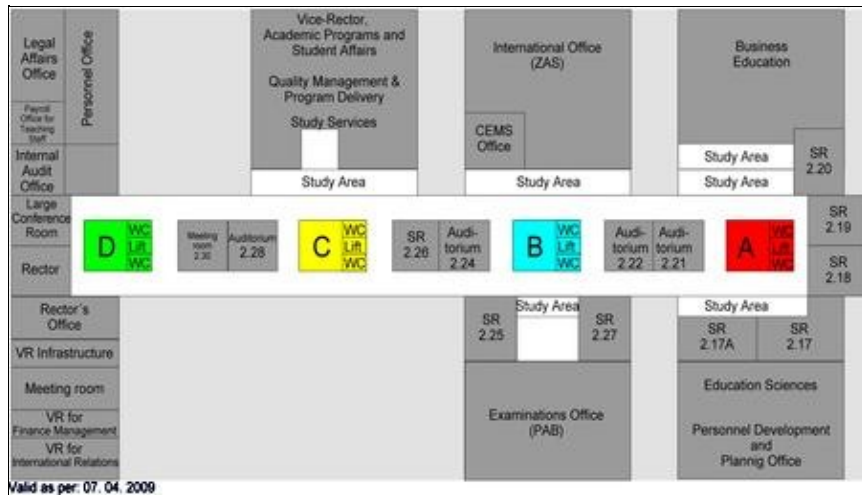 Legal
Affairs
Office
Personnel Office
Payroll
Office for
Teaching
Staff
Internal
Audit
Office
Large
Conference
Room
Rector
Rector´s
Office
VR Infrastructure
Meeting room
VR for
Finance Management
VR for
International Relations
Vice-Rector,
Academic Programs and
Student Affairs
Quality Management &
Program Delivery
Study Services
Study Area
International Office
(ZAS)
CEMS
Office
Study Area
Business
Education
Study Area
Study Area
SR
2.20
SR
2.19
SR
2.18
D
WC
Lift
WC
Meeting
room
2.30
Auditorium
2.28
C
WC
Lift
WC
SR
2.26
Audi-
torium
2.24
B
WC
Lift
WC
Audi-
torium
2.22
Audi-
torium
2.21
A
WC
Lift
WC
Study Area
SR
2.25
SR
2.27
Examinations Office
(PAB)
Study Area
SR
2.17A
SR
2.17
Education Sciences
Personnel Development
and
Plannig Office
Valid as per: 07. 04. 2009